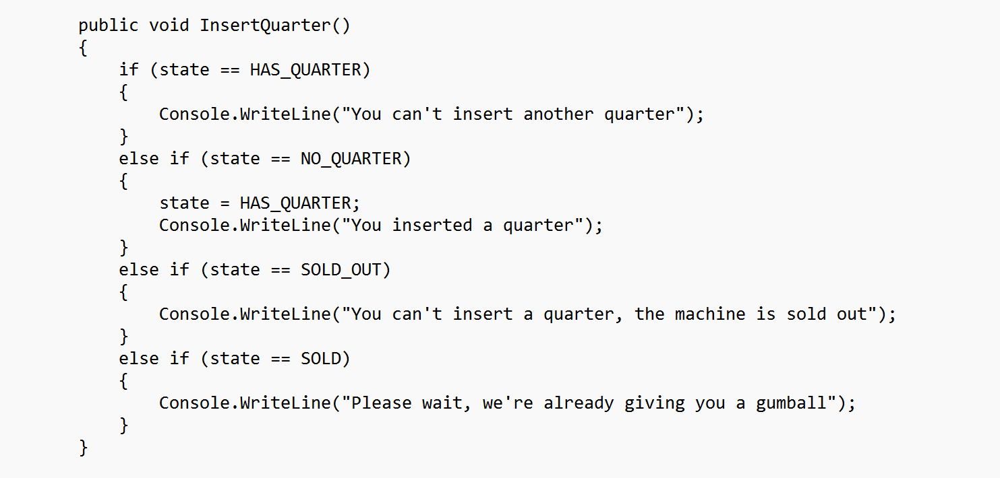 public void InsertQuarter()
{
    if (state == HAS_QUARTER)
    {
        Console.WriteLine("You can't insert another quarter");
    }
    else if (state == NO_QUARTER)
    {
        state = HAS_QUARTER;
        Console.WriteLine("You inserted a quarter");
    }
    else if (state == SOLD_OUT)
    {
        Console.WriteLine("You can't insert a quarter, the machine is sold out");
    }
    else if (state == SOLD)
    {
        Console.WriteLine("Please wait, we're already giving you a gumball");
    }
}